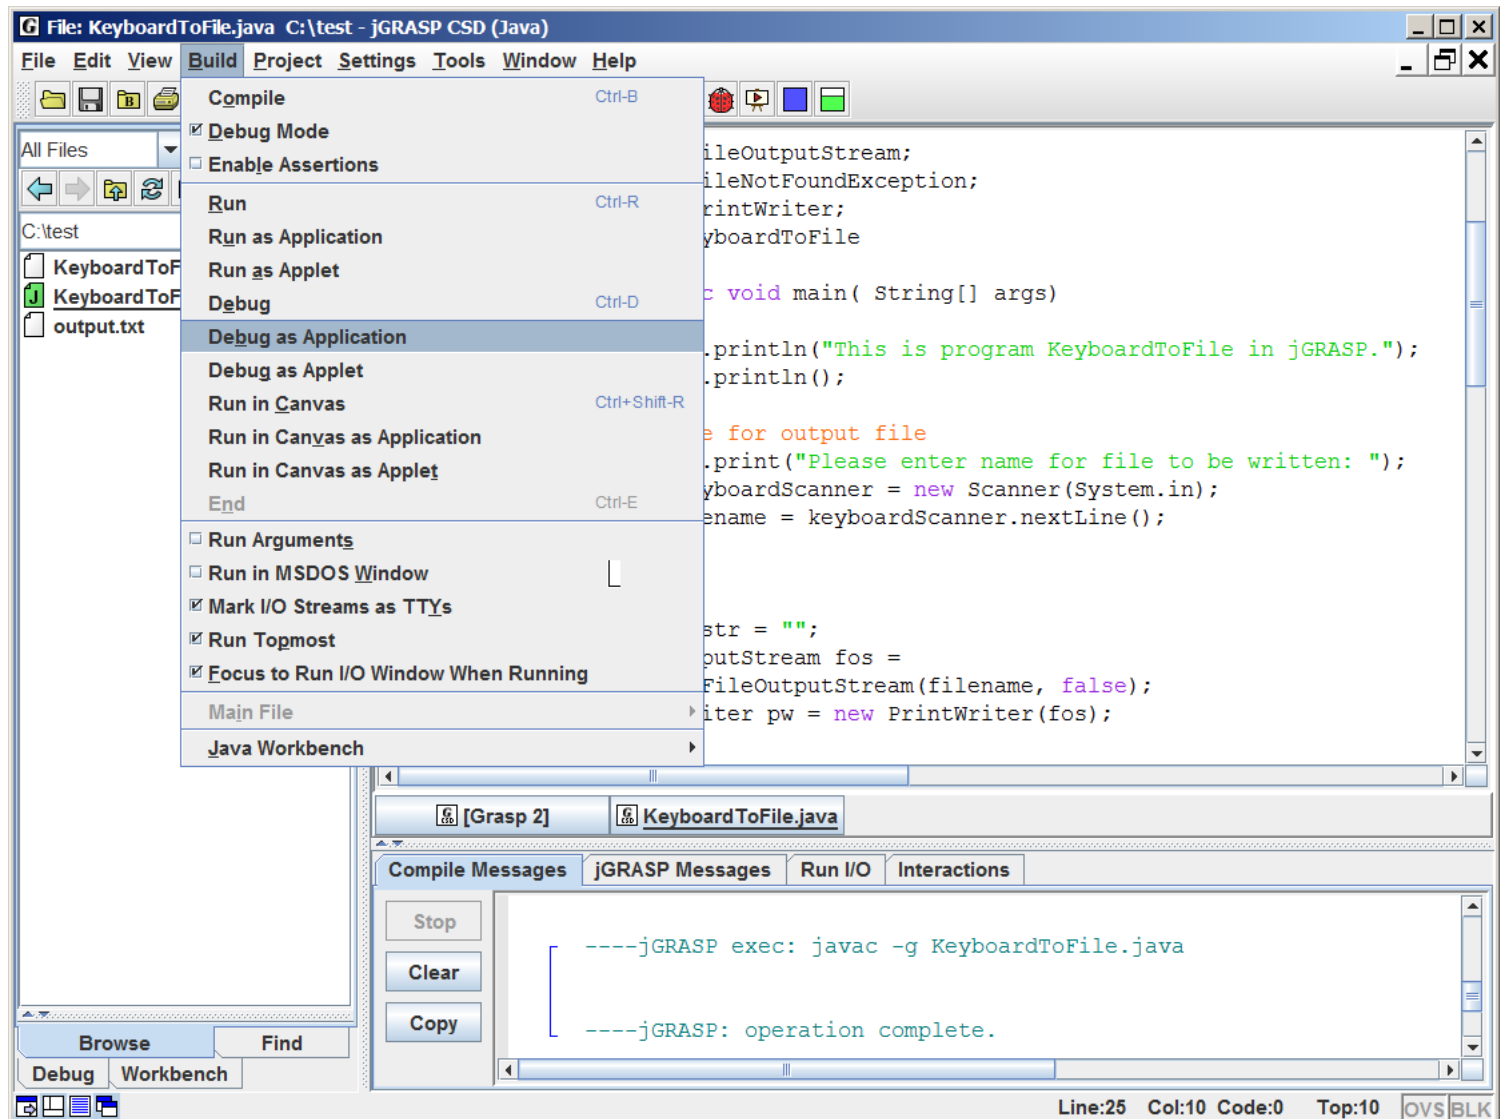 File: KeyboardToFile.java  C:\test - jGRASP CSD (Java)
File Edit View Build Project Settings Tools Window Help
Compile Ctrl-B
Debug Mode
Enable Assertions
Run Ctrl-R
Run as Application
Run as Applet
Debug Ctrl-D
Debug as Application
Debug as Applet
Run in Canvas Ctrl+Shift-R
Run in Canvas as Application
Run in Canvas as Applet
End Ctrl-E
Run Arguments
Run in MSDOS Window
Mark I/O Streams as TTYs
Run Topmost
Focus to Run I/O Window When Running
Main File
Java Workbench
All Files
C:\test
KeyboardToF
KeyboardToF
output.txt
Browse Find
Debug Workbench
ileOutputStream;
ileNotFoundException;
rintWriter;
yboardToFile
c void main( String[] args)
.println("This is program KeyboardToFile in jGRASP.");
.println();
e for output file
.print("Please enter name for file to be written: ");
yboardScanner = new Scanner(System.in);
ename = keyboardScanner.nextLine();
str = "";
putStream fos =
FileOutputStream(filename, false);
iter pw = new PrintWriter(fos);
[Grasp 2] KeyboardToFile.java
Compile Messages jGRASP Messages Run I/O Interactions
Stop
Clear
Copy
----jGRASP exec: javac -g KeyboardToFile.java
----jGRASP: operation complete.
Line:25 Col:10 Code:0 Top:10 OVS BLK